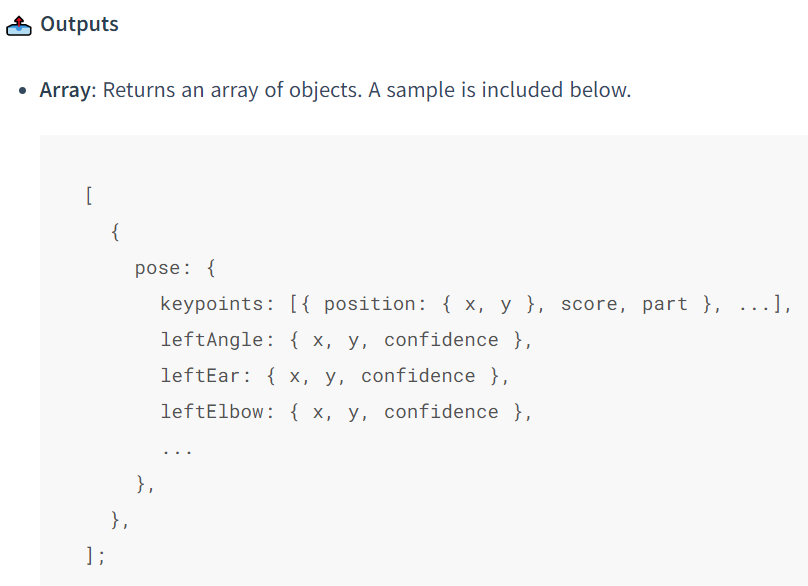 Outputs
• Array: Returns an array of objects. A sample is included below.
[
{
pose: {
keypoints: [{ position: { x, y }, score, part }, ...],
leftAngle: { x, y, confidence },
leftEar: { x, y, confidence },
leftElbow: { x, y, confidence },
...
},
},
];